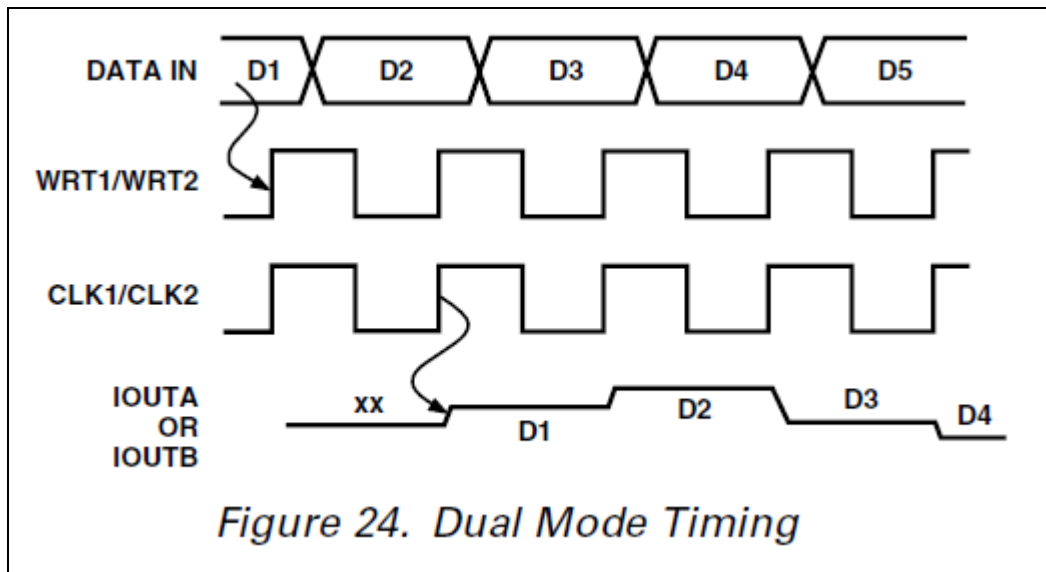 DATA IN
D1 D2 D3 D4 D5
WRT1/WRT2
CLK1/CLK2
IOUTA
OR
IOUTB
xx D1 D2 D3 D4
Figure 24. Dual Mode Timing